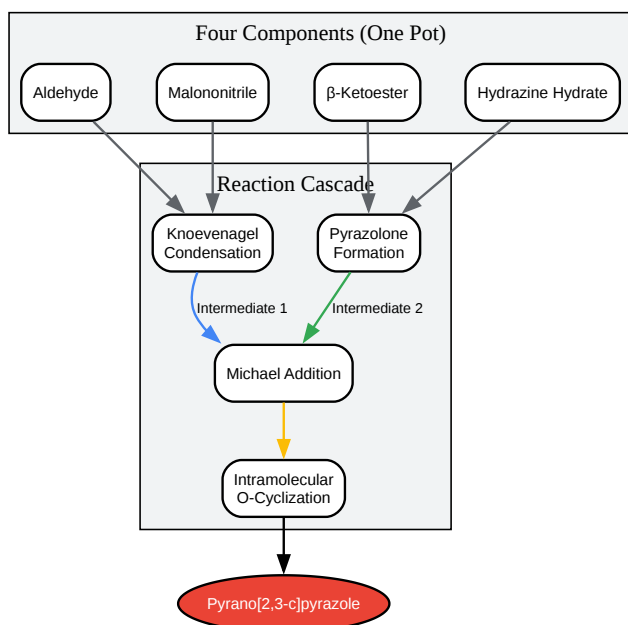 Four Components (One Pot)
Aldehyde
Malononitrile
β-Ketoester
Hydrazine Hydrate
Reaction Cascade
Knoevenagel
Condensation
Pyrazolone
Formation
Intermediate 1
Intermediate 2
Michael Addition
Intramolecular
O-Cyclization
Pyrano[2,3-c]pyrazole